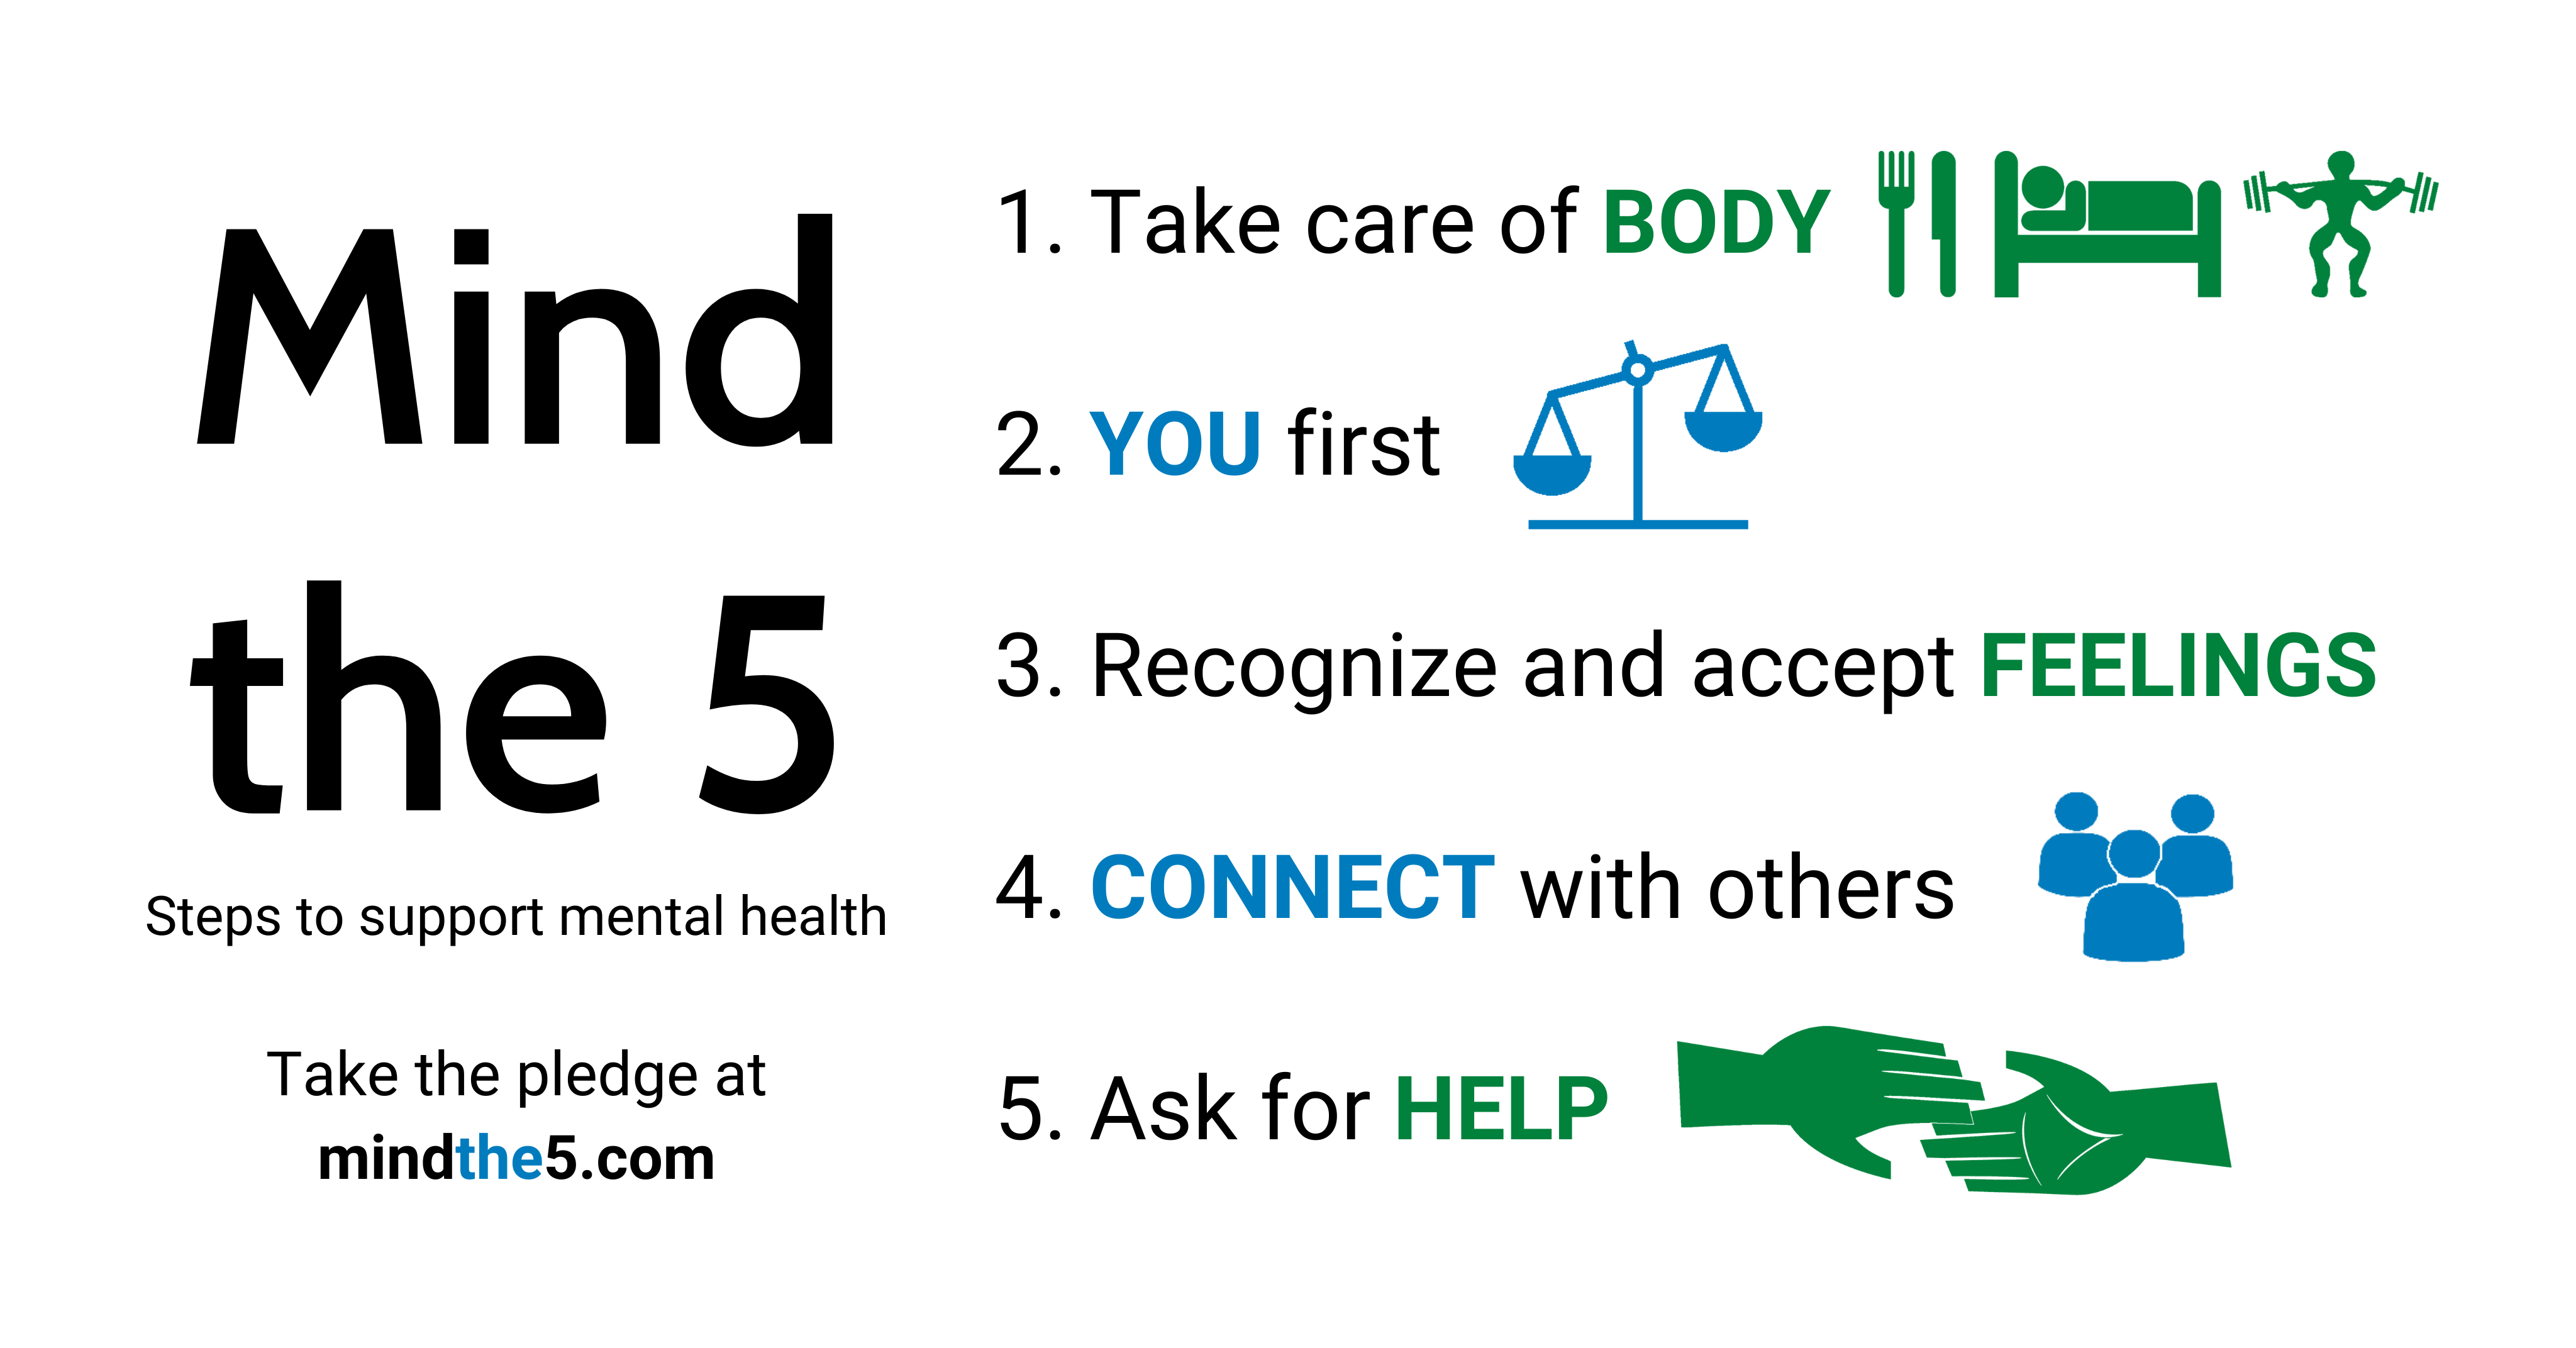 Mind
the 5
Steps to support mental health
Take the pledge at
mindthe5.com
1. Take care of BODY
2. YOU first
3. Recognize and accept FEELINGS
4. CONNECT with others
5. Ask for HELP